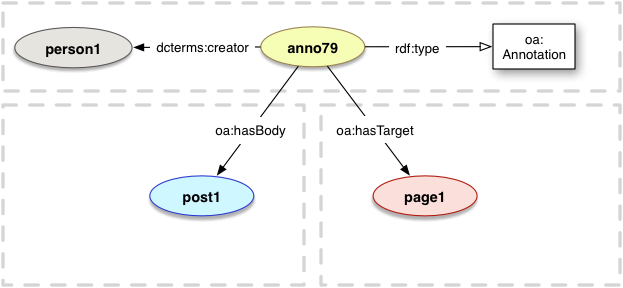 person1
dcterms:creator
anno79
rdf:type
oa:
Annotation
oa:hasBody
oa:hasTarget
post1
page1